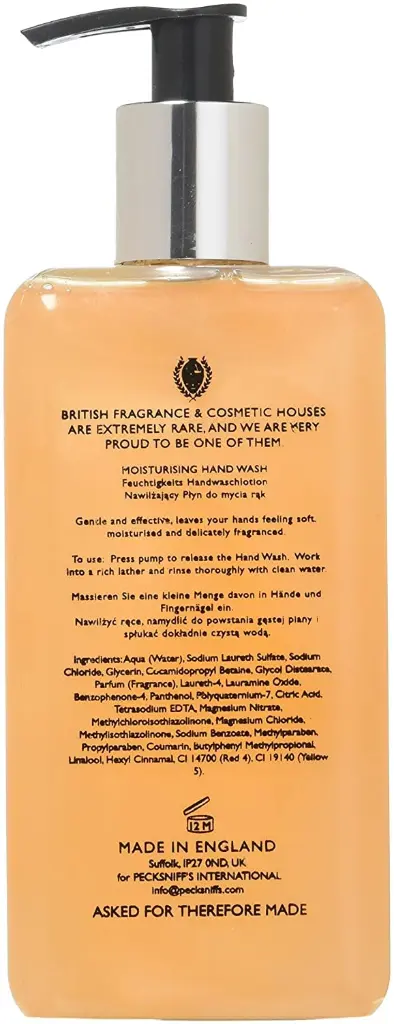 BRITISH FRAGRANCE & COSMETIC HOUSES
ARE EXTREMELY RARE, AND WE ARE VERY
PROUD TO BE ONE OF THEM
MOISTURISING HAND WASH
Feuchtigkeits Handwaschlotion
Nawilżający Płyn do mycia rąk
Gentle and effective, leaves your hands feeling soft,
moisturised and delicately fragranced.
To use: Press pump to release the Hand Wash. Work
into a rich lather and rinse thoroughly with clean water.
Massieren Sie eine kleine Menge davon in Hände und
Fingernägel ein.
Nawilżyć ręce, namydlić do powstania gęstej piany i
spłukać dokładnie czystą wodą.
Ingredients: Aqua (Water), Sodium Laureth Sulfate, Sodium
Chloride, Glycerin, Cucamidopropyl Betaine, Glycol Distearate,
Parfum (Fragrance), Laureth-4, Lauramine Oxide,
Benzophenone-4, Panthenol, Polyquaternium-7, Citric Acid,
Tetrasodium EDTA, Magnesium Nitrate,
Methylchloroisothiazolinone, Magnesium Chloride,
Methylisothiazolinone, Sodium Benzoate, Methylparaben,
Propylparaben, Coumarin, Butylphenyl Methylpropional,
Linalool, Hexyl Cinnamal, CI 14700 (Red 4), CI 19140 (Yellow
5).
12 M
MADE IN ENGLAND
Suffolk, IP27 0ND, UK
for PECKSNIFF'S INTERNATIONAL
info@pecksniffs.com
ASKED FOR THEREFORE MADE